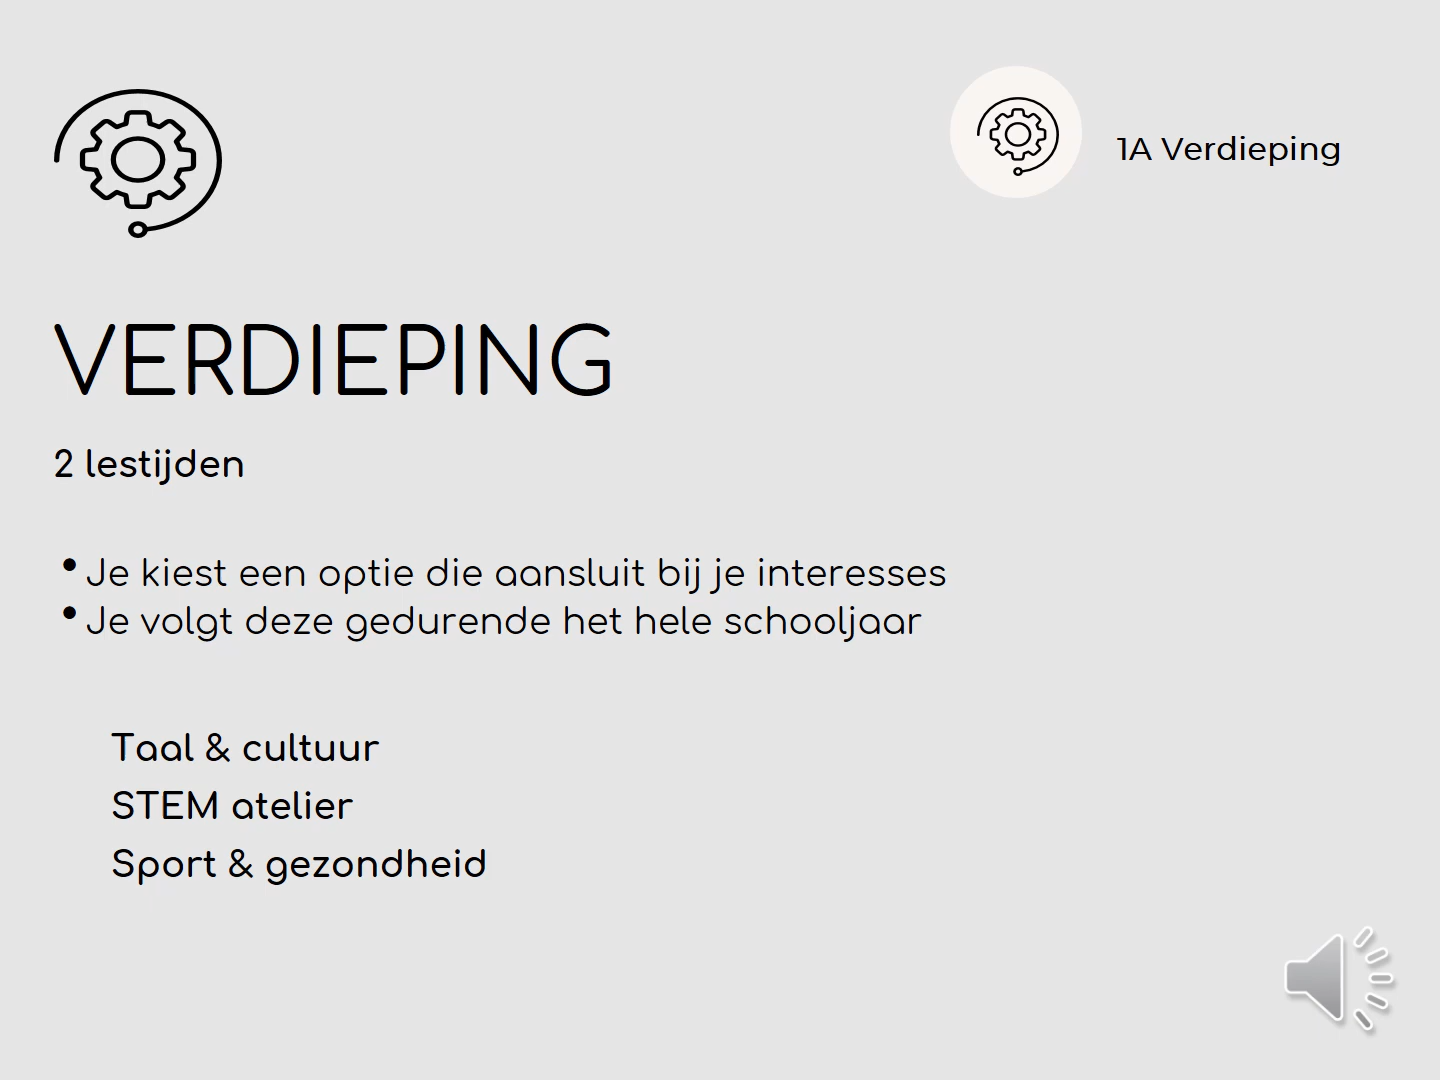 1A Verdieping
VERDIEPING
2 lestijden
• Je kiest een optie die aansluit bij je interesses
• Je volgt deze gedurende het hele schooljaar
Taal & cultuur
STEM atelier
Sport & gezondheid